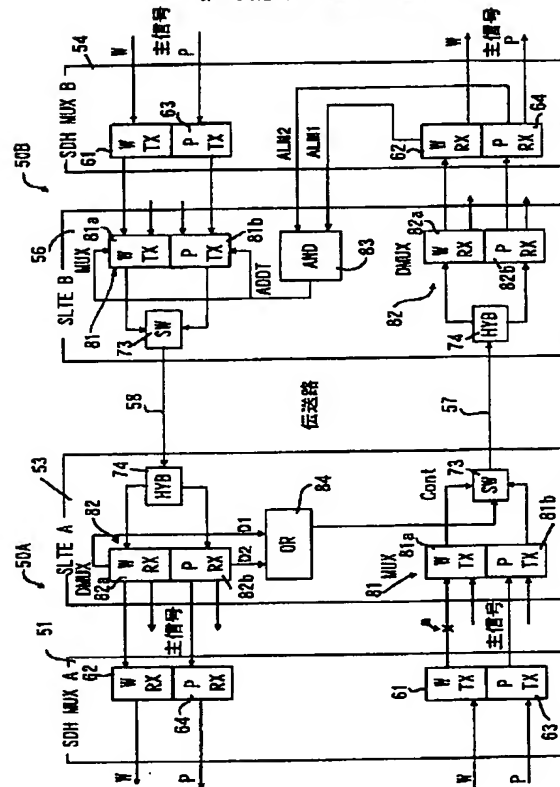 50A
50B
51
53
56
54
SDH MUX A
SLTE A
SLTE B
SDH MUX B
62
W
RX
P
RX
64
W
P
主信号
DMUX
82
82a
W
RX
P
RX
82b
74
HYB
D1
D2
OR
84
58
伝送路
57
MUX
81
81a
W
TX
P
TX
81b
73
SW
ADDT
AND
83
ALM2
ALM1
61
W
TX
P
TX
63
W
P
主信号
61
W
TX
P
TX
63
W
P
主信号
a
81
MUX
81a
W
TX
P
TX
81b
Cont
SW
73
74
HYB
82
DMUX
82a
W
RX
P
RX
82b
62
W
RX
P
RX
64
W
P
主信号